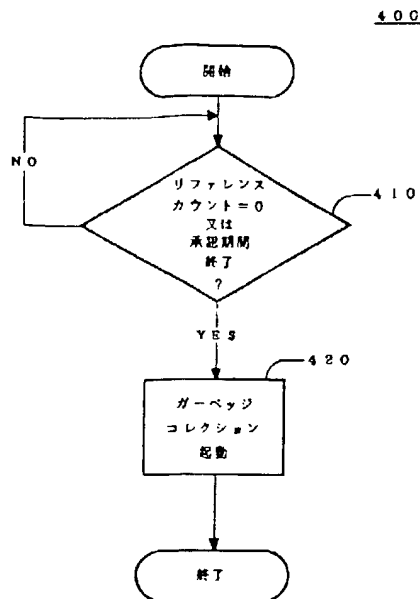 400
開始
NO
リファレンス
カウント=0
又は
承認期間
終了
?
410
YES
420
ガーベッジ
コレクション
起動
終了